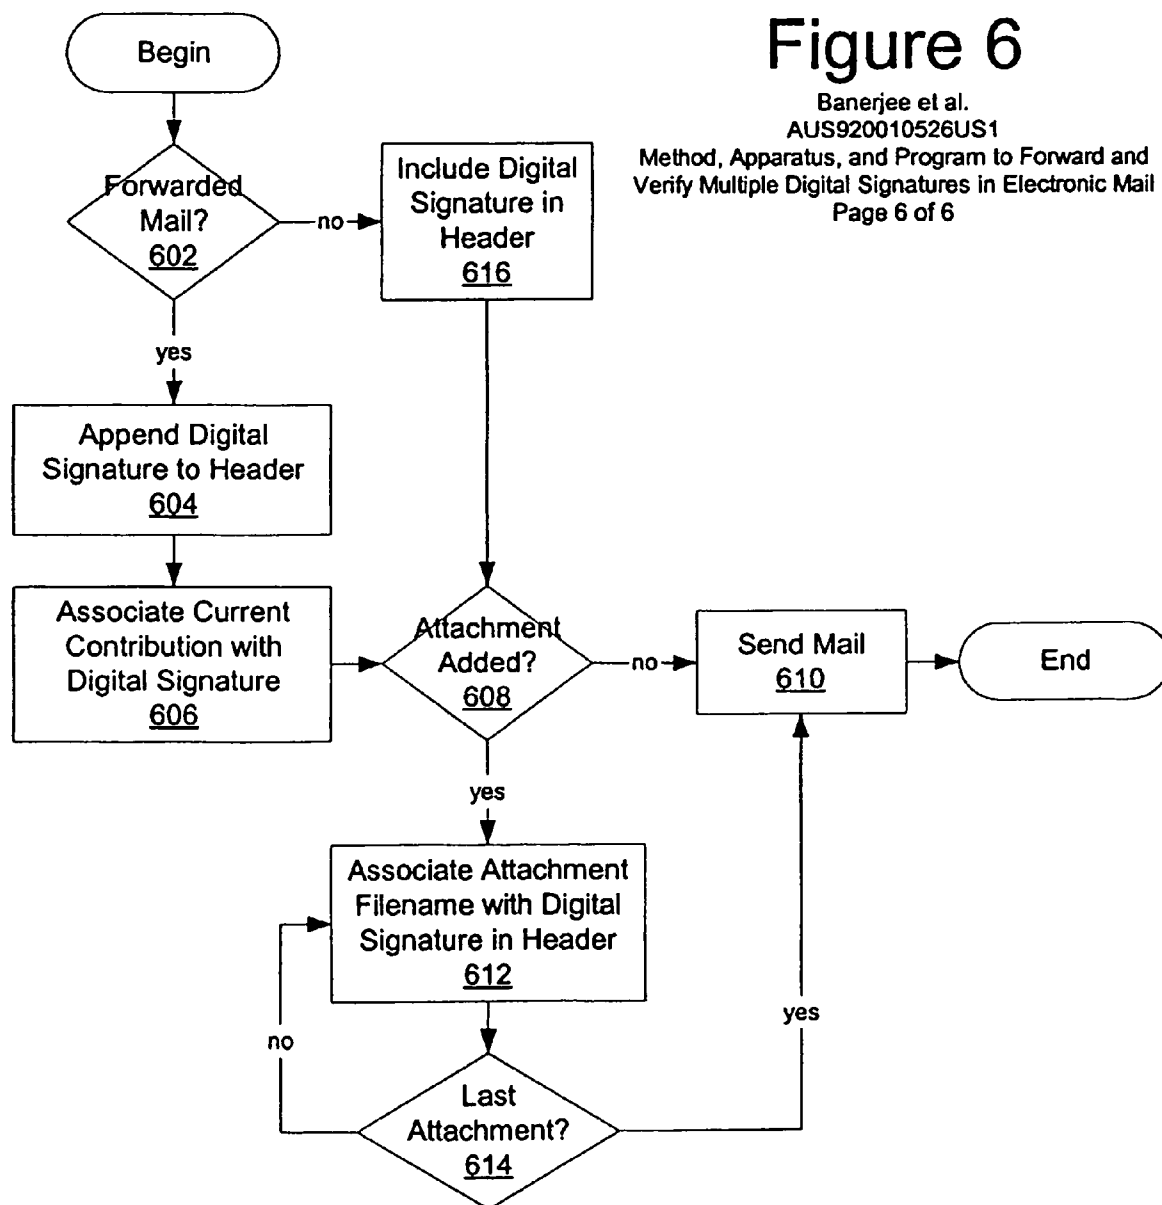 Figure 6
Banerjee et al.
AUS920010526US1
Method, Apparatus, and Program to Forward and
Verify Multiple Digital Signatures in Electronic Mail
Page 6 of 6
Begin
Forwarded
Mail?
602
no
Include Digital
Signature in
Header
616
yes
Append Digital
Signature to Header
604
Associate Current
Contribution with
Digital Signature
606
Attachment
Added?
608
no
Send Mail
610
End
yes
Associate Attachment
Filename with Digital
Signature in Header
612
no
yes
Last
Attachment?
614